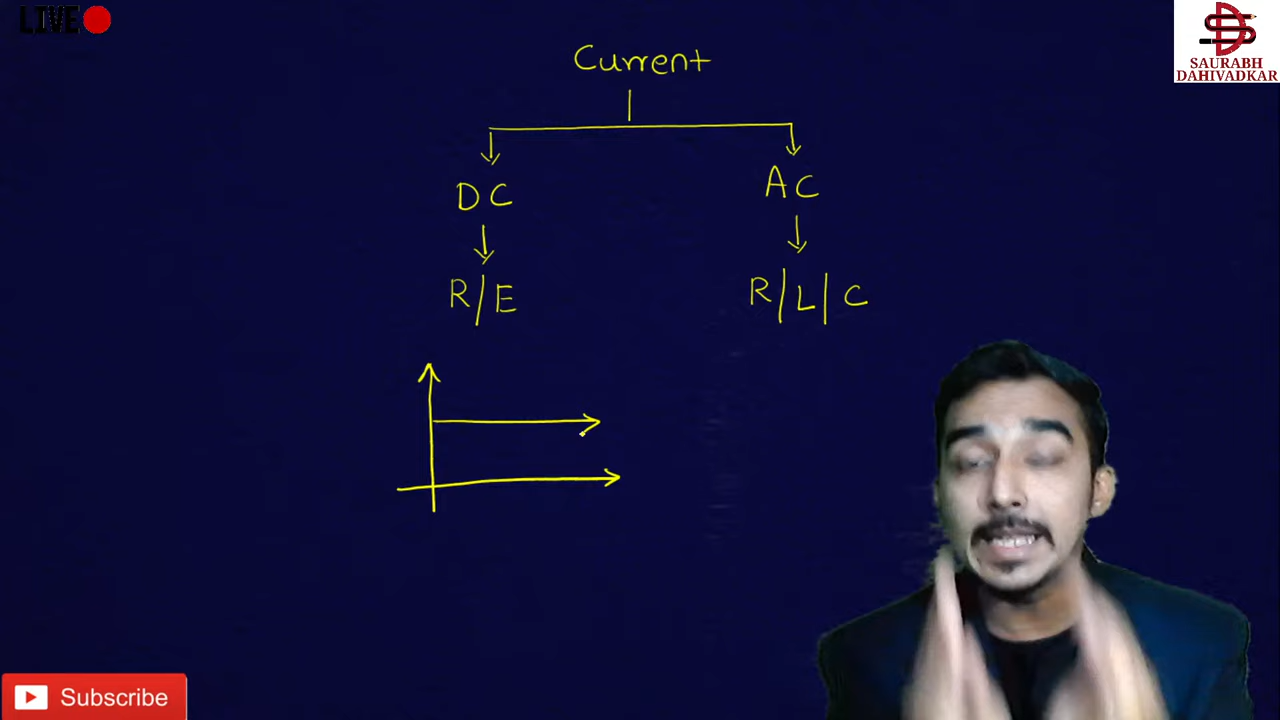 LIVE
SAURABH
DAHIVADKAR
Current
DC
AC
R/E
R/L/C
Subscribe